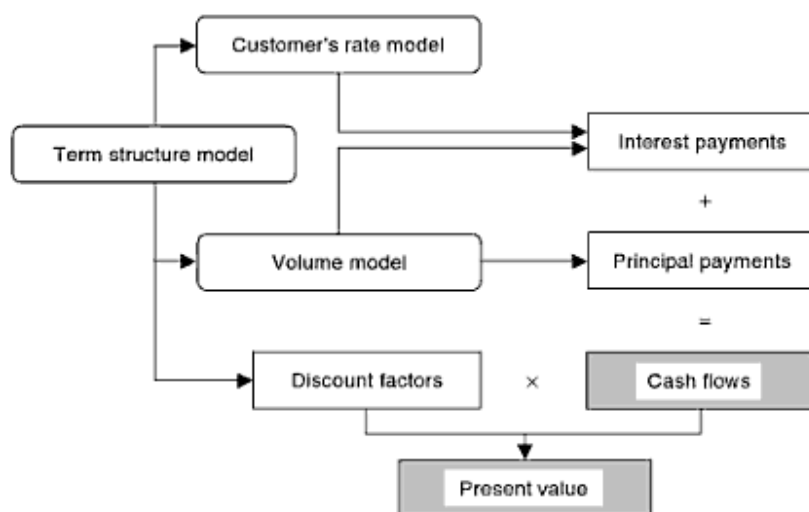 Customer's rate model
Term structure model
Interest payments
+
Volume model
Principal payments
=
Discount factors
×
Cash flows
Present value